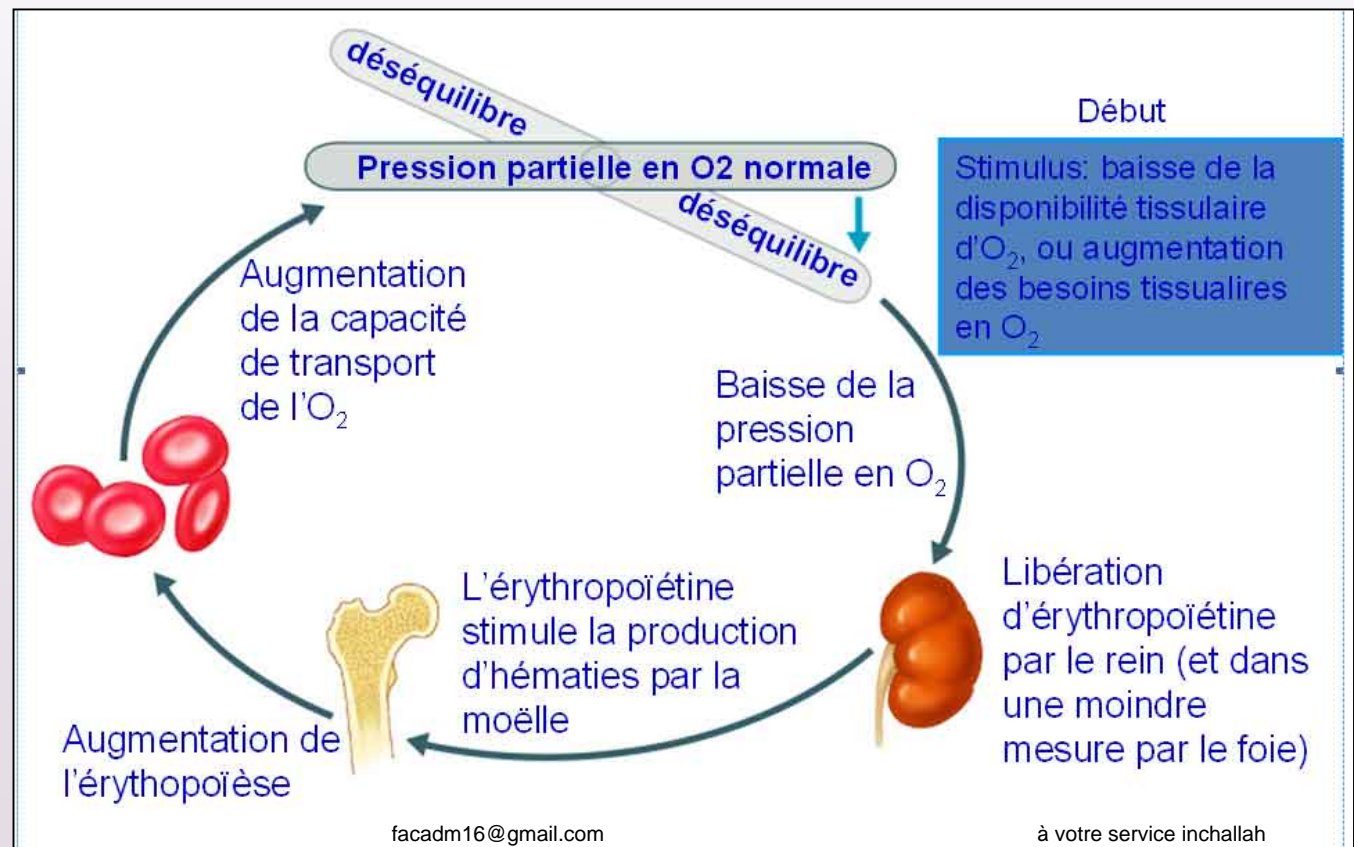 déséquilibre
Pression partielle en O2 normale
déséquilibre
Début
Stimulus: baisse de la
disponibilité tissulaire
d'O₂, ou augmentation
des besoins tissualires
en O₂
Baisse de la
pression
partielle en O₂
Libération
d'érythropoïétine
par le rein (et dans
une moindre
mesure par le foie)
L'érythropoïétine
stimule la production
d'hématies par la
moëlle
Augmentation de
l'érythopoïèse
Augmentation
de la capacité
de transport
de l'O₂
facadm16@gmail.com
à votre service inchallah